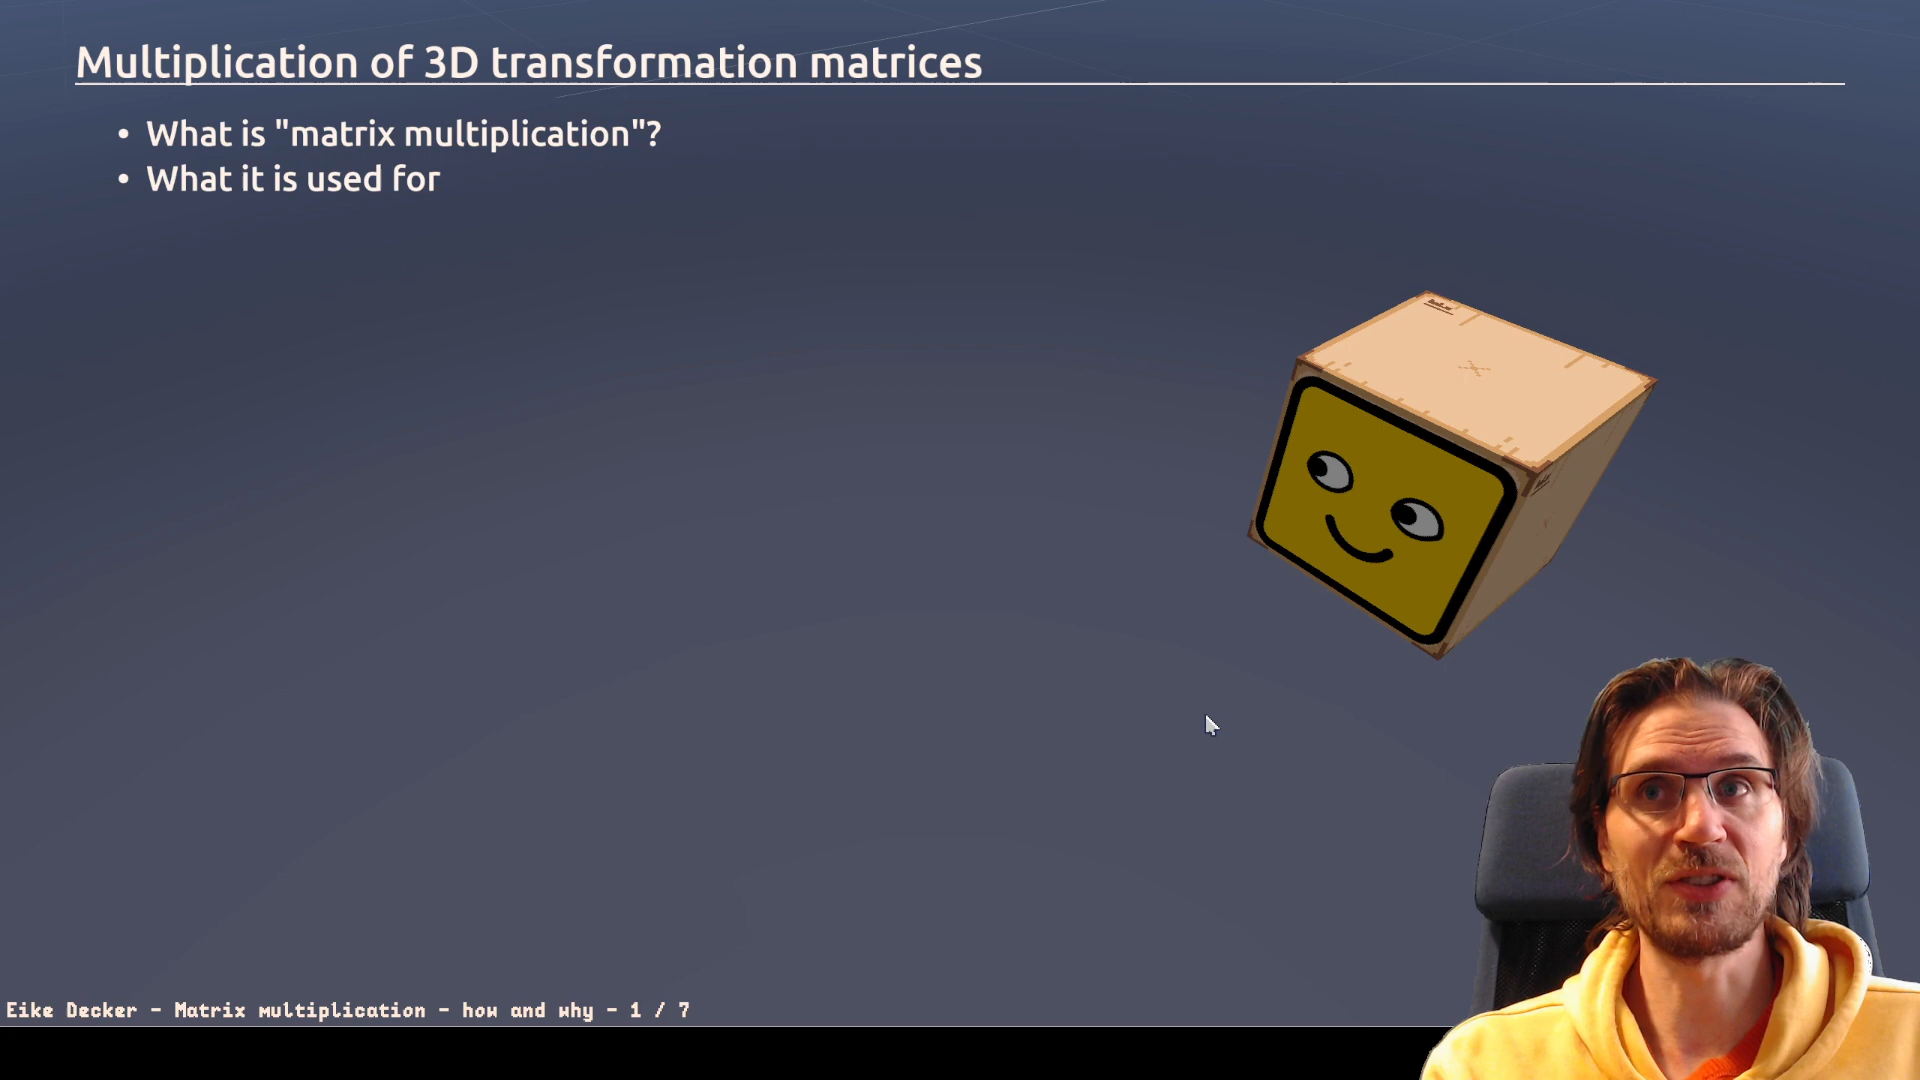 Multiplication of 3D transformation matrices
• What is "matrix multiplication"?
• What it is used for
Eike Decker - Matrix multiplication - how and why - 1 / 7